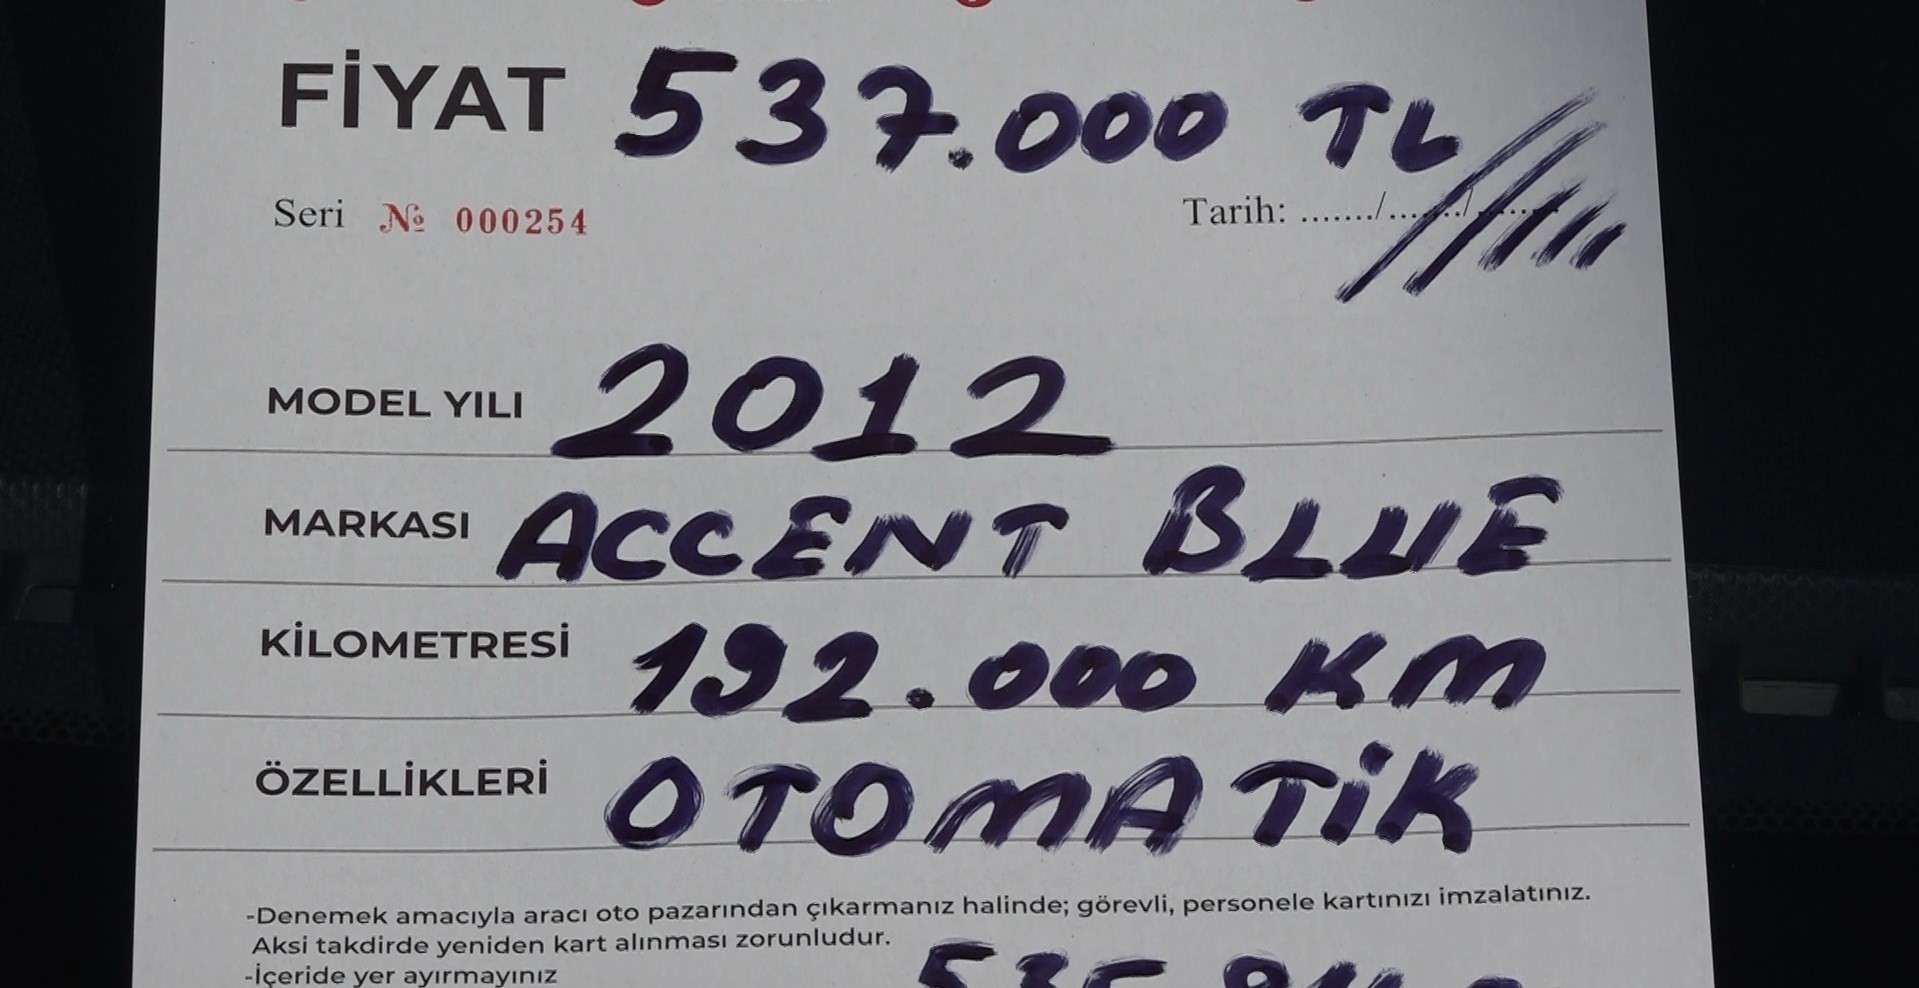 FİYAT 537.000 TL
Seri № 000254 Tarih: ......./......./.......
MODEL YILI 2012
MARKASI ACCENT BLUE
KİLOMETRESİ 192.000 KM
ÖZELLİKLERİ OTOMATİK
-Denemek amacıyla aracı oto pazarından çıkarmanız halinde; görevli, personele kartınızı imzalatınız.
Aksi takdirde yeniden kart alınması zorunludur.
-İçeride yer ayırmayınız